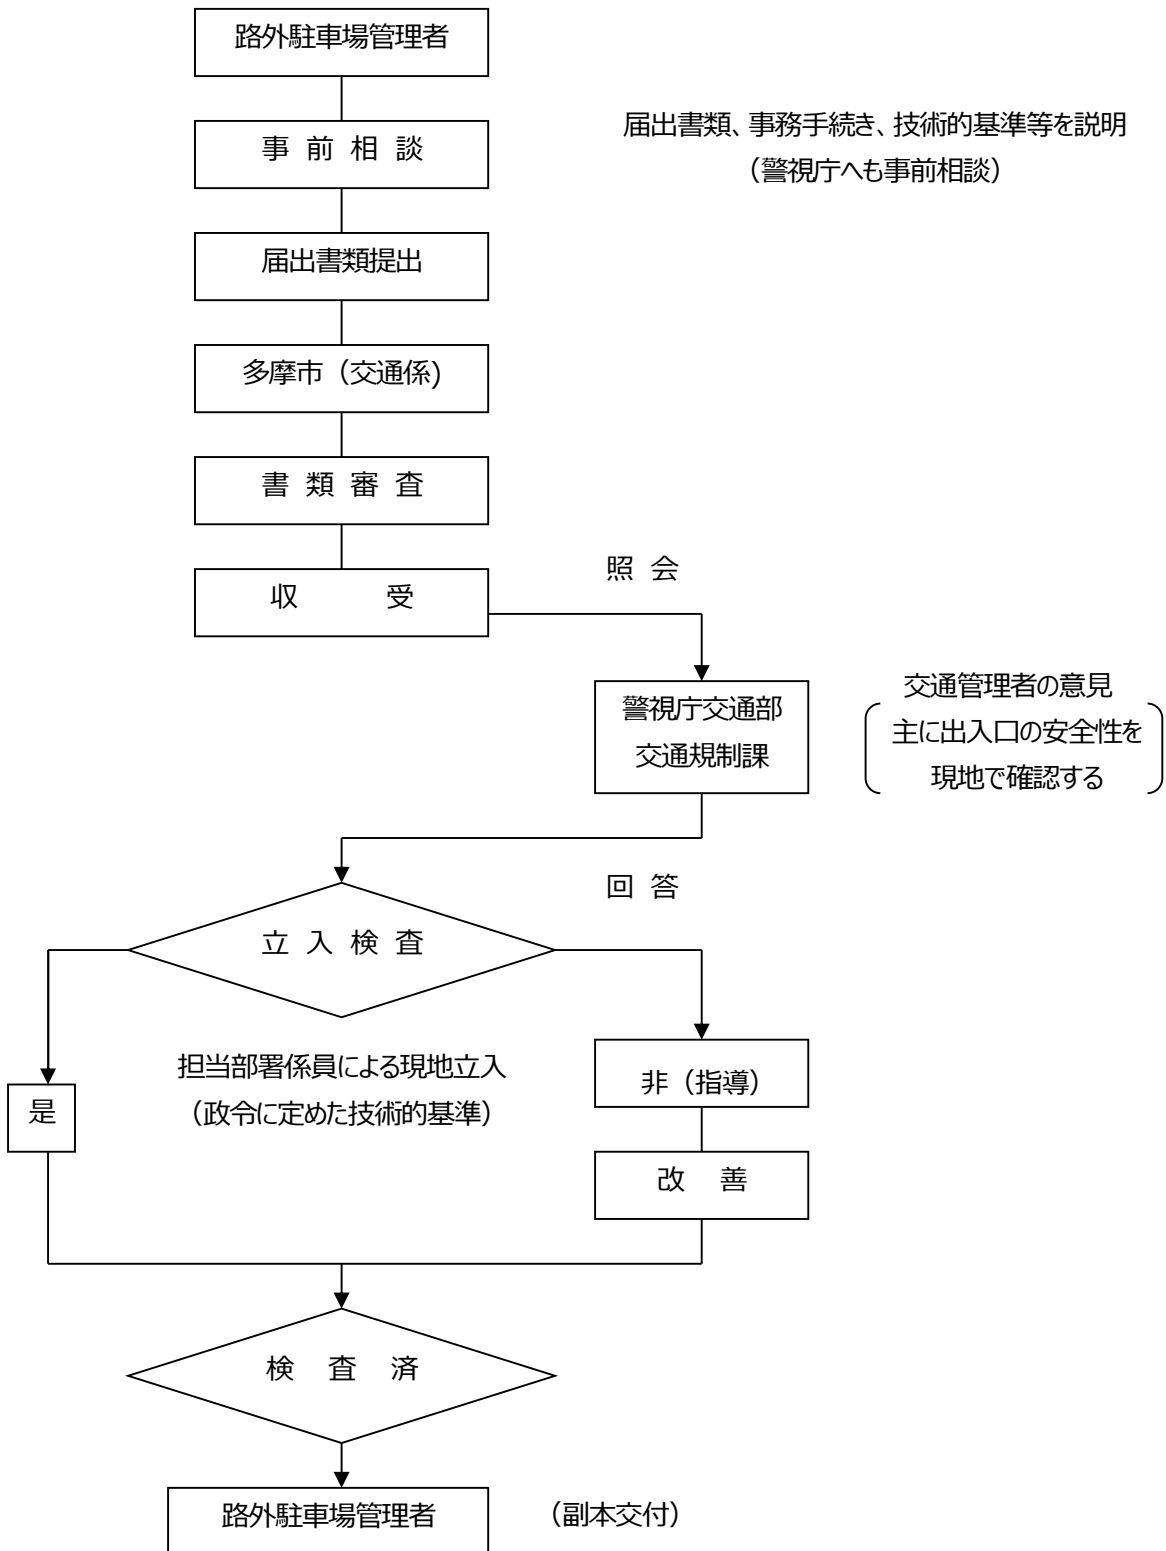 路外駐車場管理者
事 前 相 談
届出書類、事務手続き、技術的基準等を説明
（警視庁へも事前相談）
届出書類提出
多摩市（交通係)
書 類 審 査
収 受
照 会
警視庁交通部
交通規制課
交通管理者の意見
主に出入口の安全性を
現地で確認する
回 答
立 入 検 査
担当部署係員による現地立入
（政令に定めた技術的基準）
是
非（指導）
改 善
検 査 済
路外駐車場管理者
（副本交付）